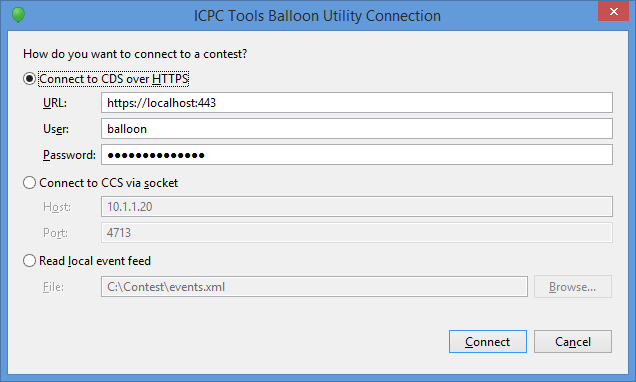 ICPC Tools Balloon Utility Connection
How do you want to connect to a contest?
Connect to CDS over HTTPS
URL: https://localhost:443
User: balloon
Password: ●●●●●●●●●●●●●●
Connect to CCS via socket
Host: 10.1.1.20
Port: 4713
Read local event feed
File: C:\Contest\events.xml Browse...
Connect Cancel